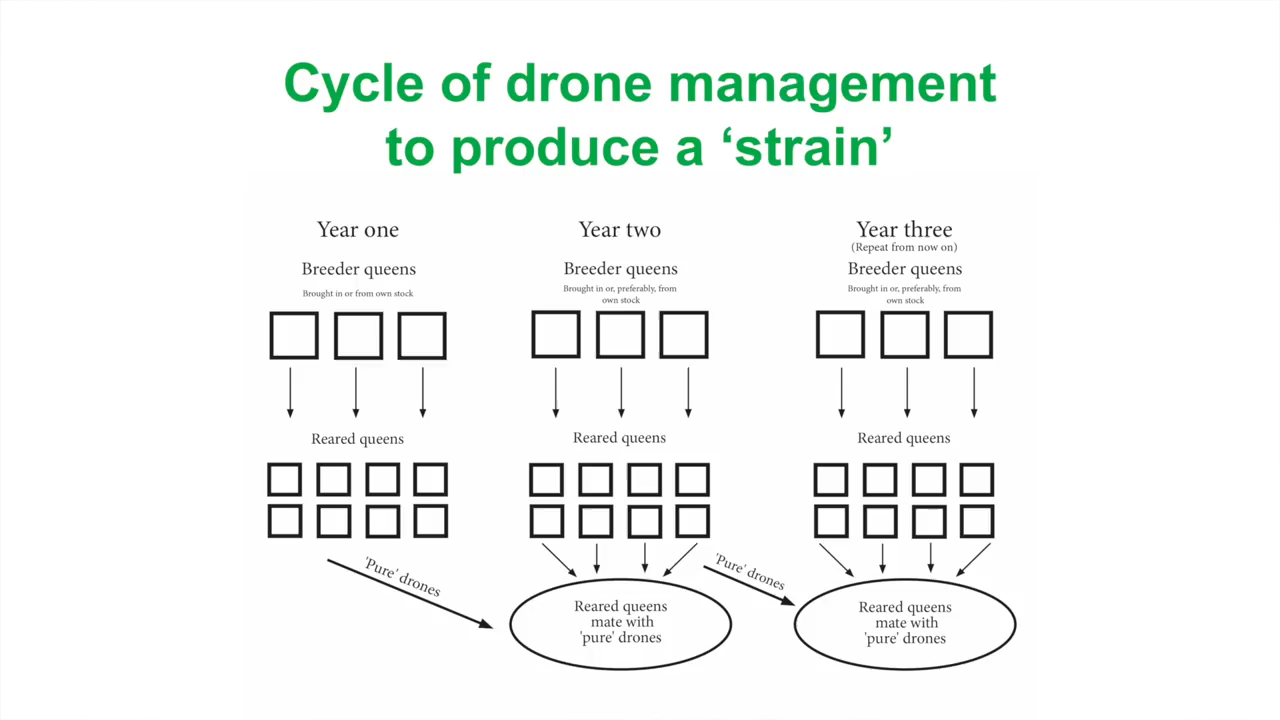 Cycle of drone management
to produce a ‘strain’
Year one
Breeder queens
Brought in or from own stock
Reared queens
'Pure' drones
Year two
Breeder queens
Brought in or, preferably, from
own stock
Reared queens
Reared queens
mate with
'pure' drones
'Pure' drones
Year three
(Repeat from now on)
Breeder queens
Brought in or, preferably, from
own stock
Reared queens
Reared queens
mate with
'pure' drones